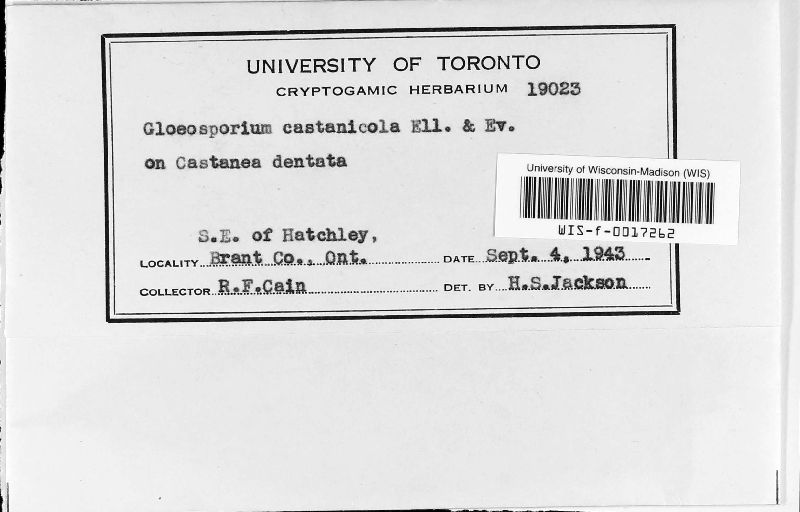 UNIVERSITY OF TORONTO
CRYPTOGAMIC HERBARIUM 19023
Gloeosporium castanicola Ell. & Ev.
on Castanea dentata
University of Wisconsin-Madison (WIS)
WIS-f-0017262
S.E. of Hatchley,
LOCALITY Brant Co., Ont. DATE Sept. 4, 1943
COLLECTOR R.F.Cain DET. BY H.S.Jackson